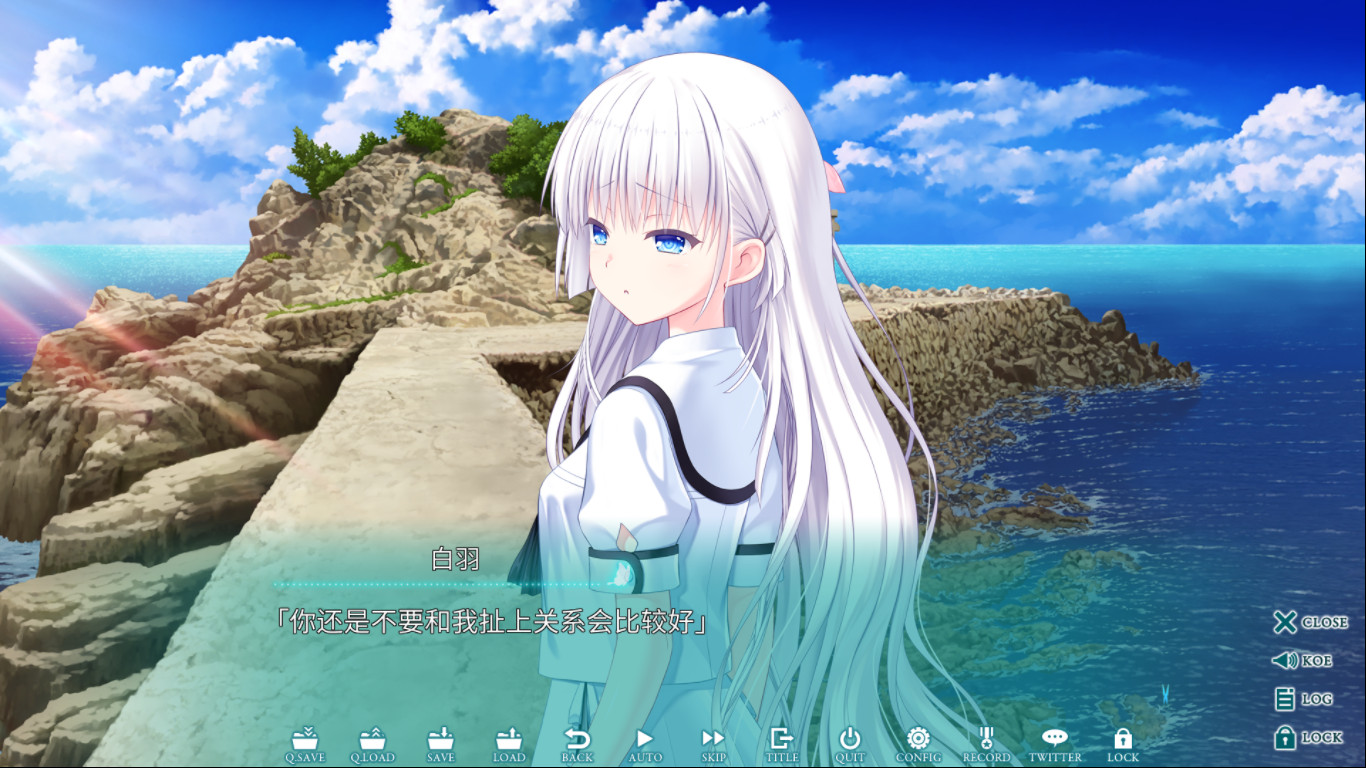 白羽
「你还是不要和我扯上关系会比较好」
CLOSE
KOE
LOG
LOCK
Q.SAVE Q.LOAD SAVE LOAD BACK AUTO SKIP TITLE QUIT CONFIG RECORD TWITTER LOCK